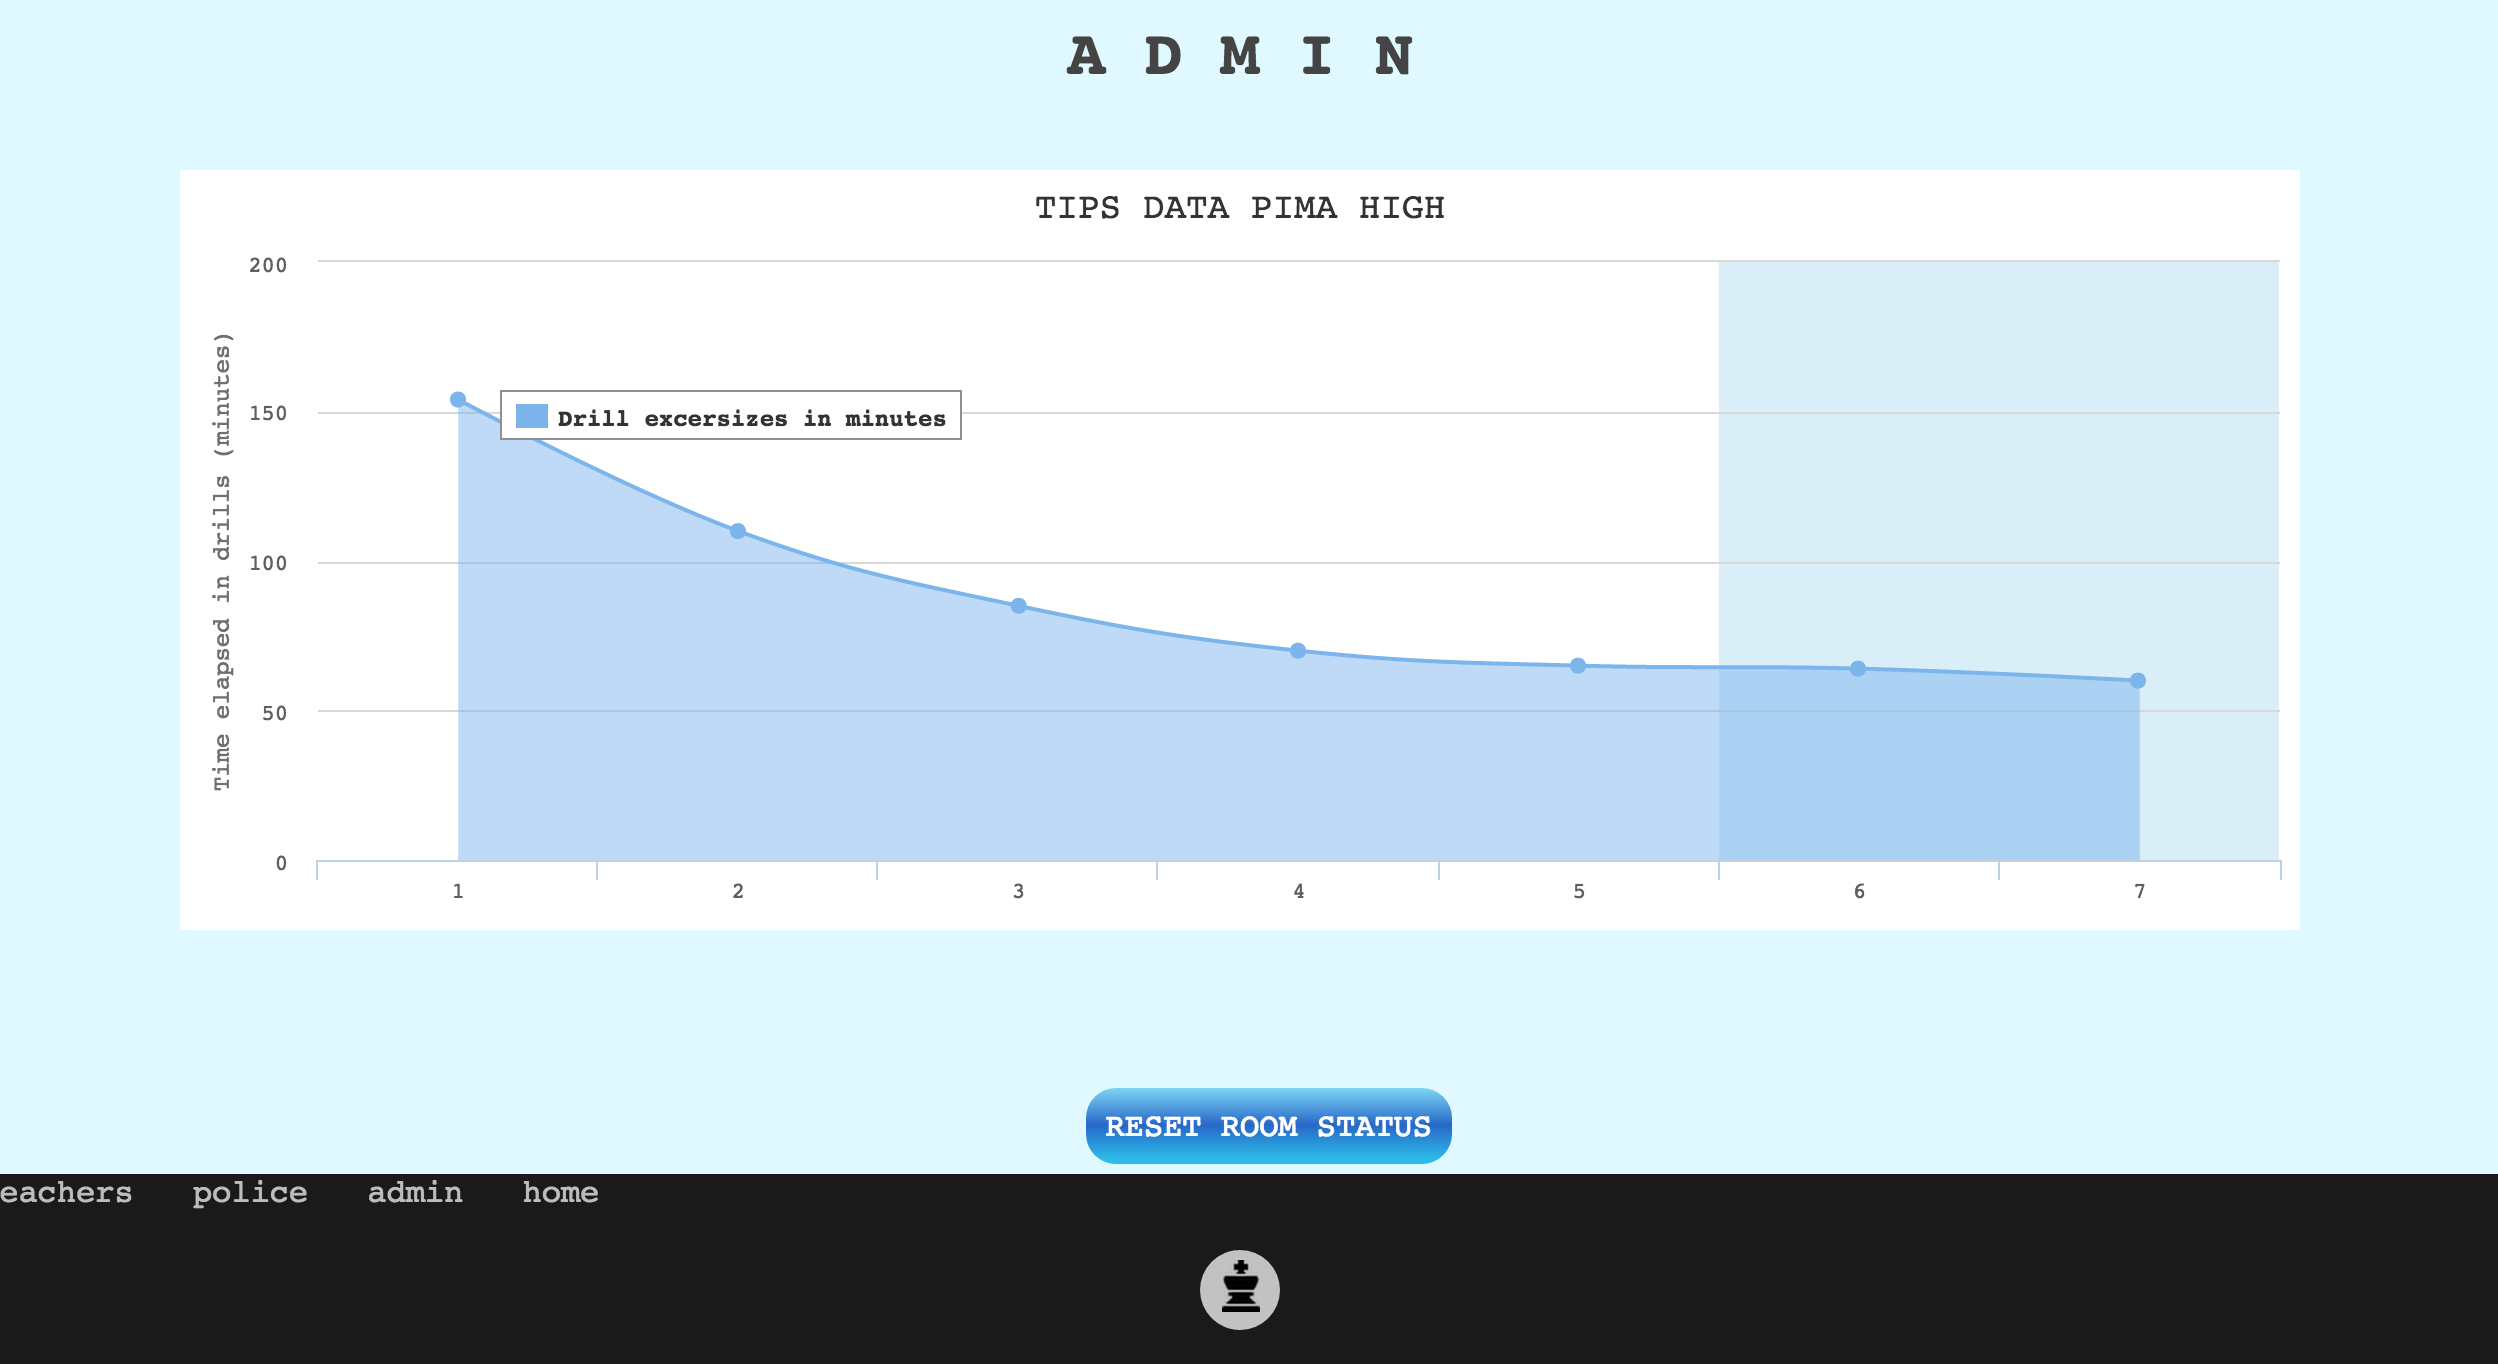 A D M I N
TIPS DATA PIMA HIGH
Time elapsed in drills (minutes)
200
150
100
50
0
Drill excersizes in minutes
1 2 3 4 5 6 7
RESET ROOM STATUS
eachers police admin home